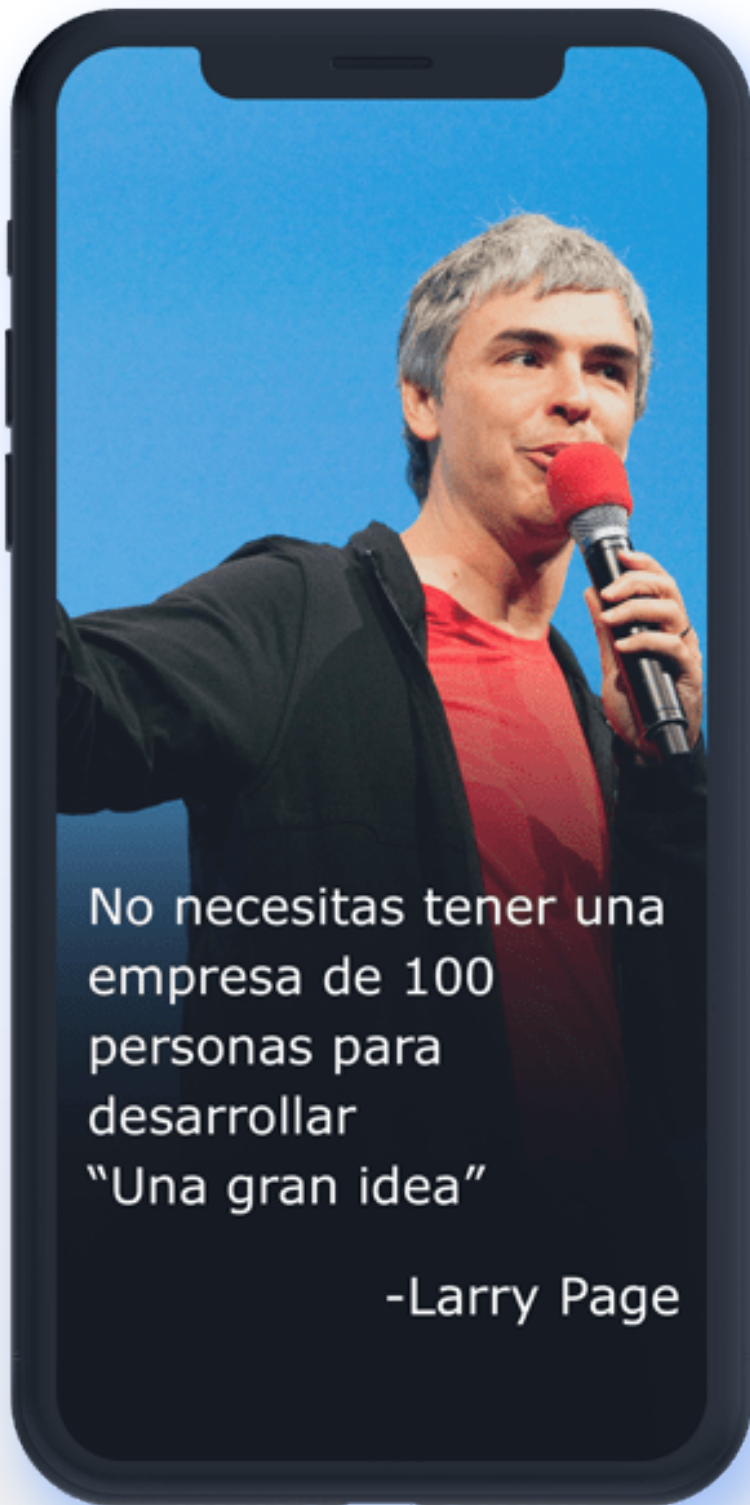 No necesitas tener una
empresa de 100
personas para
desarrollar
“Una gran idea”
-Larry Page